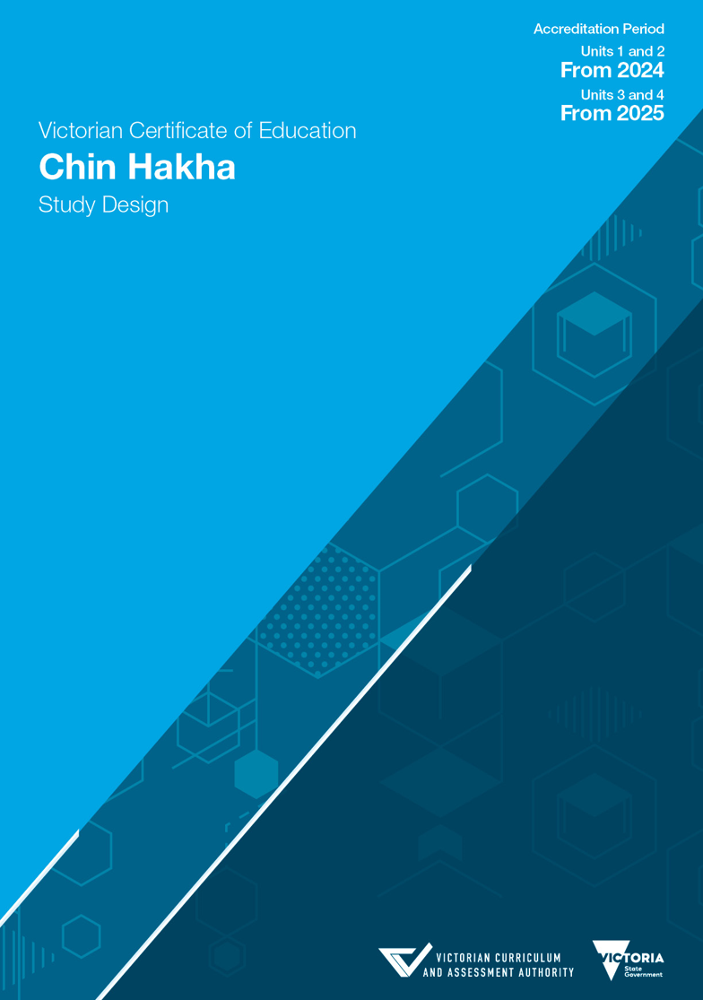 Accreditation Period
Units 1 and 2
From 2024
Units 3 and 4
From 2025
Victorian Certificate of Education
Chin Hakha
Study Design
VICTORIAN CURRICULUM
AND ASSESSMENT AUTHORITY
VICTORIA
State
Government